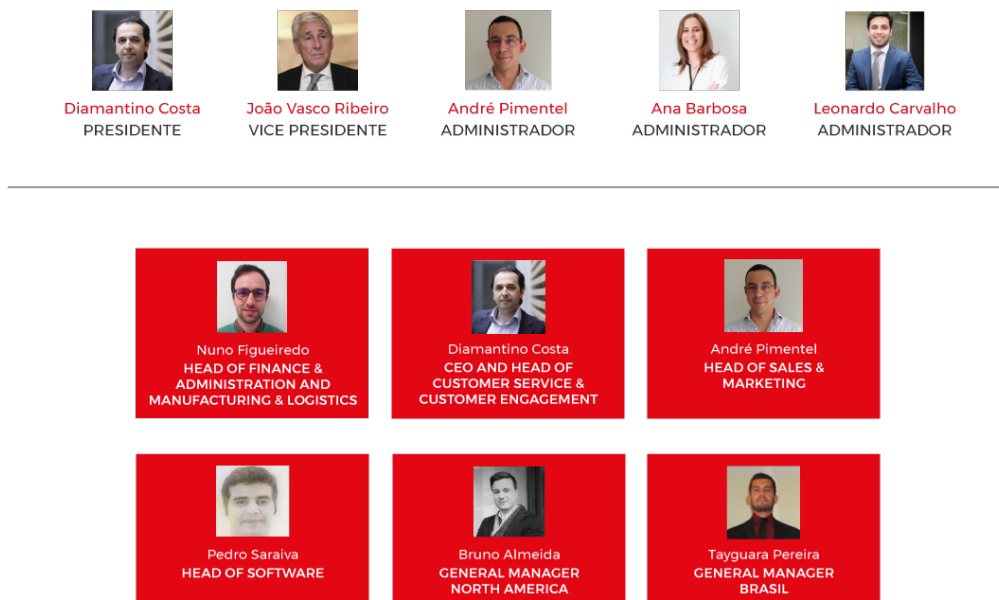 Diamantino Costa
PRESIDENTE
João Vasco Ribeiro
VICE PRESIDENTE
André Pimentel
ADMINISTRADOR
Ana Barbosa
ADMINISTRADOR
Leonardo Carvalho
ADMINISTRADOR
Nuno Figueiredo
HEAD OF FINANCE &
ADMINISTRATION AND
MANUFACTURING & LOGISTICS
Diamantino Costa
CEO AND HEAD OF
CUSTOMER SERVICE &
CUSTOMER ENGAGEMENT
André Pimentel
HEAD OF SALES &
MARKETING
Pedro Saraiva
HEAD OF SOFTWARE
Bruno Almeida
GENERAL MANAGER
NORTH AMERICA
Tayguara Pereira
GENERAL MANAGER
BRASIL